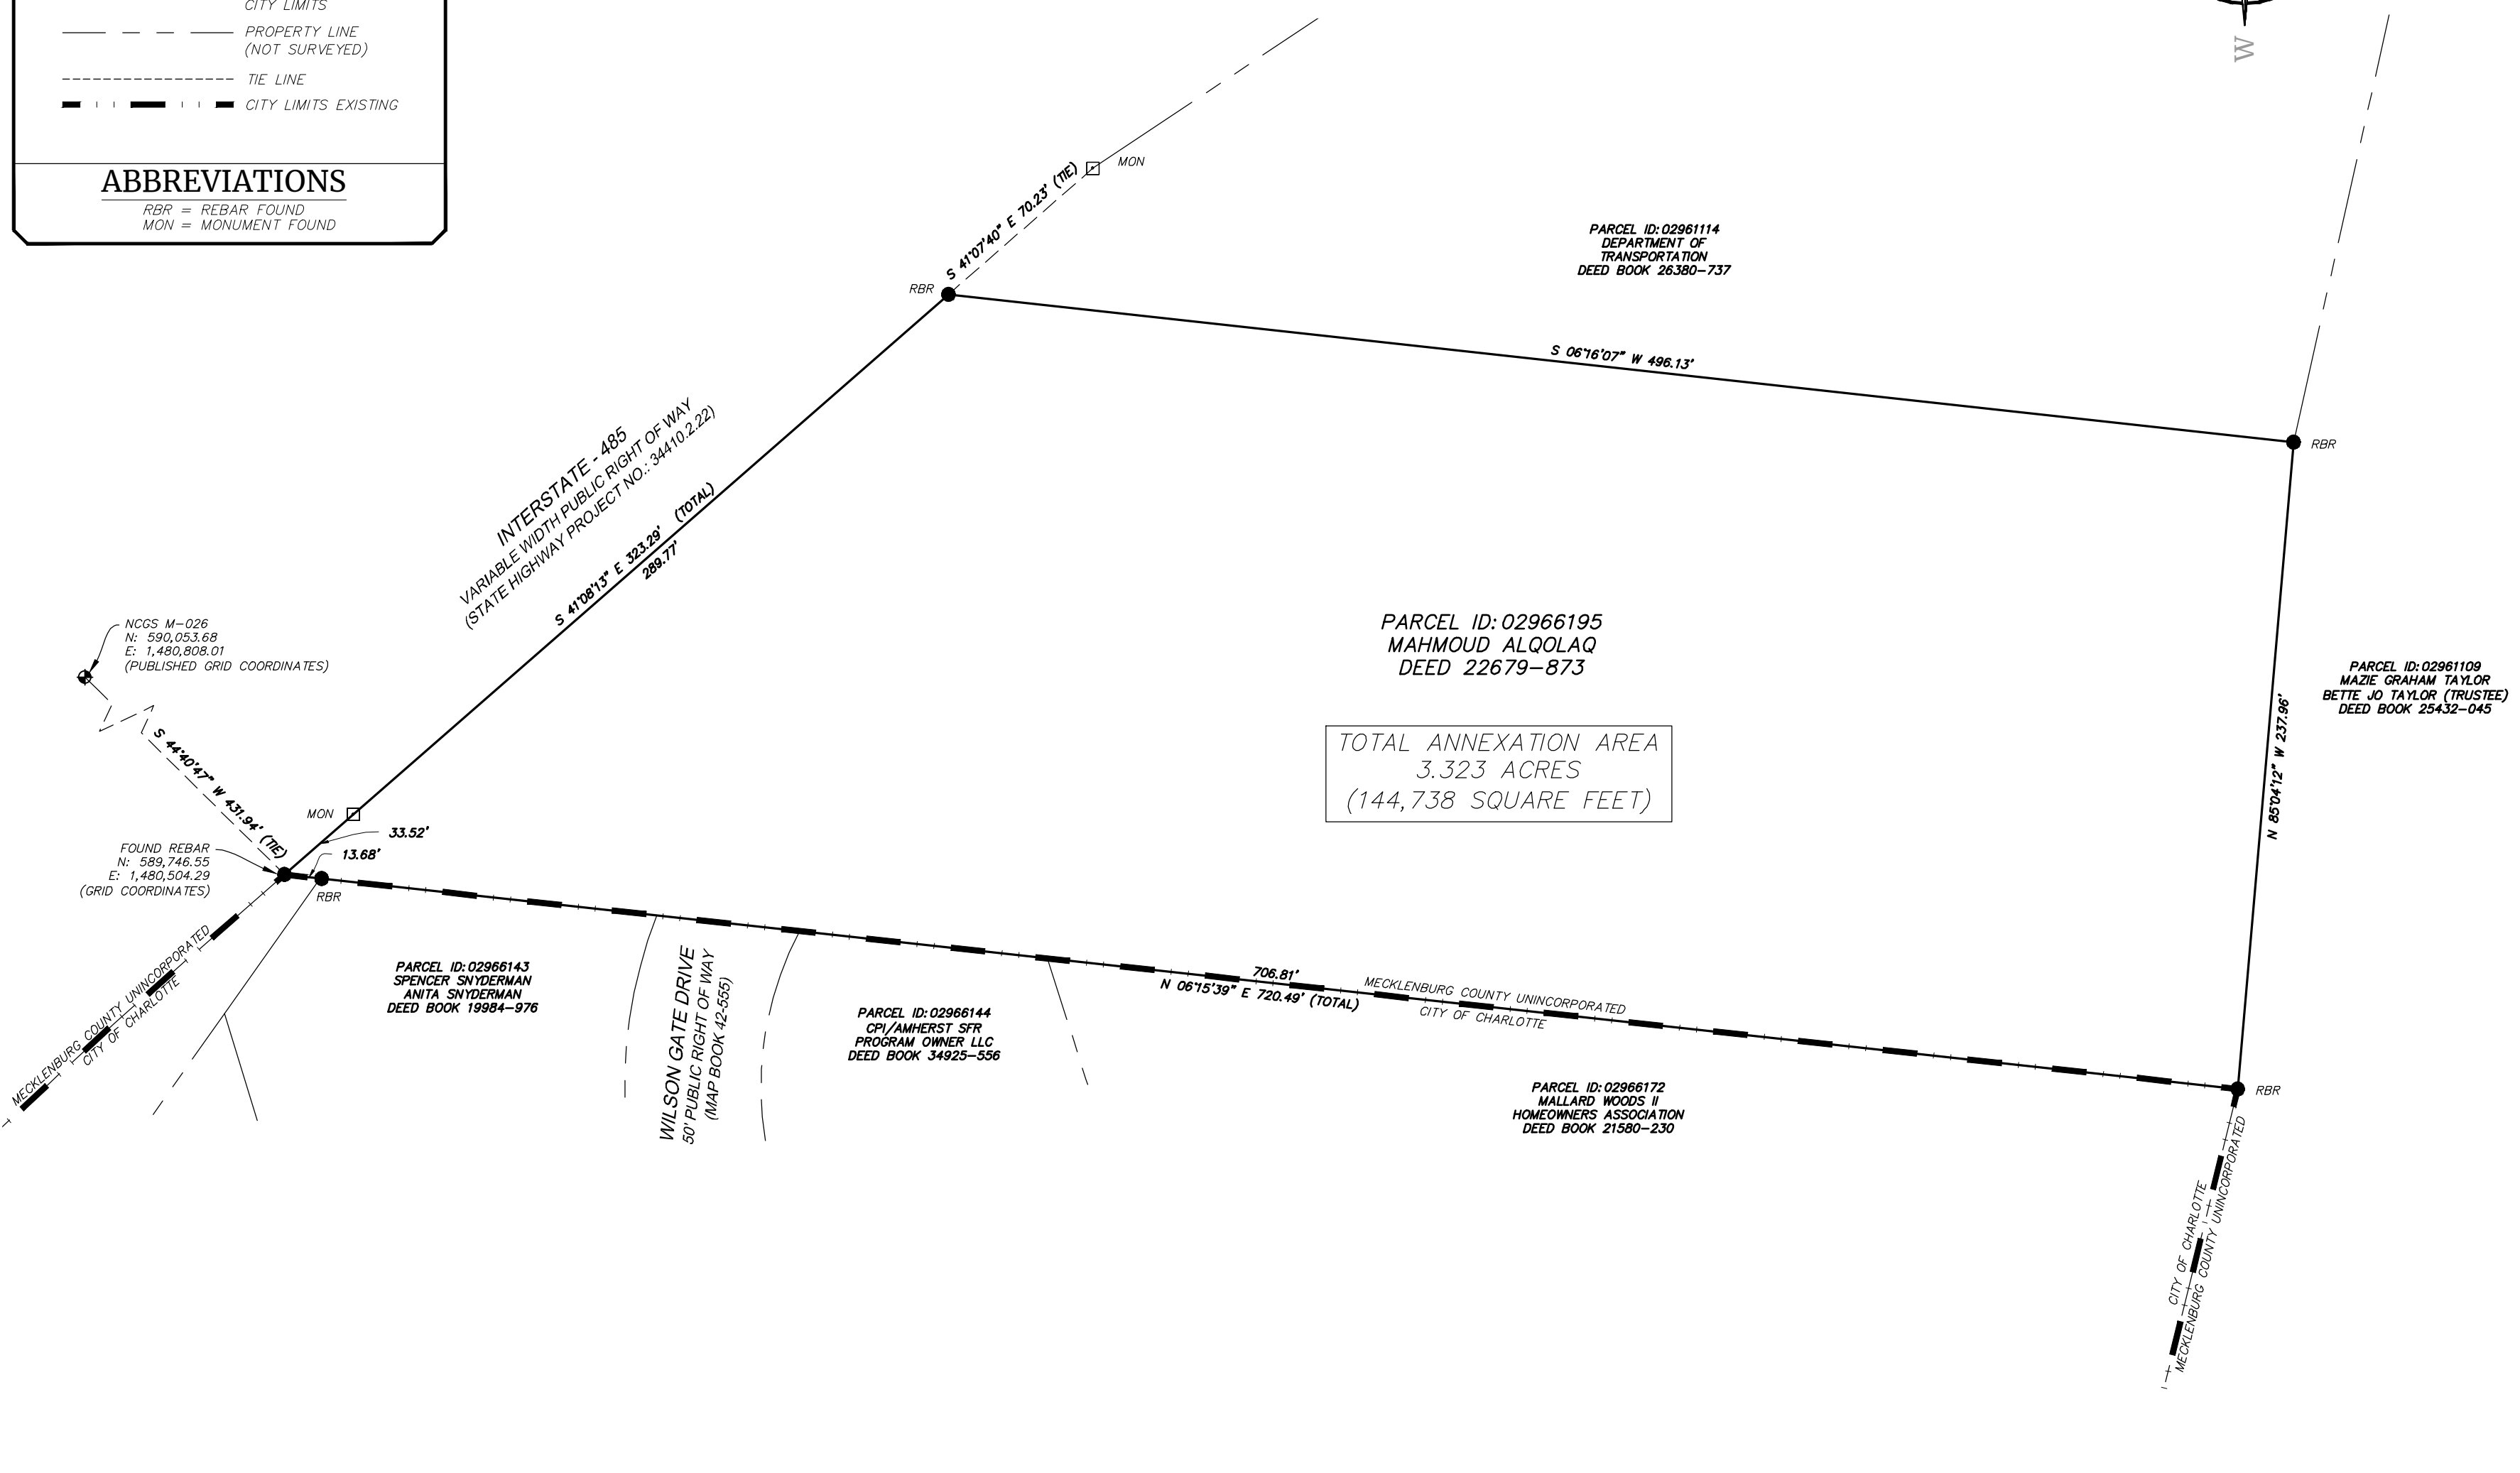 CITY LIMITS
PROPERTY LINE
(NOT SURVEYED)
TIE LINE
CITY LIMITS EXISTING
ABBREVIATIONS
RBR = REBAR FOUND
MON = MONUMENT FOUND
W
MON
S 41°07'40" E 70.23' (TIE)
RBR
PARCEL ID: 02961114
DEPARTMENT OF
TRANSPORTATION
DEED BOOK 26380-737
S 06°16'07" W 496.13'
RBR
INTERSTATE - 485
VARIABLE WIDTH PUBLIC RIGHT OF WAY
(STATE HIGHWAY PROJECT NO.: 34410.2.22)
S 41°08'13" E 323.29' (TOTAL)
289.77'
NCGS M-026
N: 590,053.68
E: 1,480,808.01
(PUBLISHED GRID COORDINATES)
S 44°40'47" W 431.94' (TIE)
PARCEL ID: 02966195
MAHMOUD ALQOLAQ
DEED 22679-873
TOTAL ANNEXATION AREA
3.323 ACRES
(144,738 SQUARE FEET)
N 85°04'12" W 237.96'
PARCEL ID: 02961109
MAZIE GRAHAM TAYLOR
BETTE JO TAYLOR (TRUSTEE)
DEED BOOK 25432-045
MON
33.52'
13.68'
FOUND REBAR
N: 589,746.55
E: 1,480,504.29
(GRID COORDINATES)
RBR
MECKLENBURG COUNTY UNINCORPORATED
CITY OF CHARLOTTE
PARCEL ID: 02966143
SPENCER SNYDERMAN
ANITA SNYDERMAN
DEED BOOK 19984-976
WILSON GATE DRIVE
50' PUBLIC RIGHT OF WAY
(MAP BOOK 42-555)
PARCEL ID: 02966144
CPI/AMHERST SFR
PROGRAM OWNER LLC
DEED BOOK 34925-556
706.81'
N 06°15'39" E 720.49' (TOTAL)
MECKLENBURG COUNTY UNINCORPORATED
CITY OF CHARLOTTE
PARCEL ID: 02966172
MALLARD WOODS II
HOMEOWNERS ASSOCIATION
DEED BOOK 21580-230
RBR
CITY OF CHARLOTTE
MECKLENBURG COUNTY UNINCORPORATED